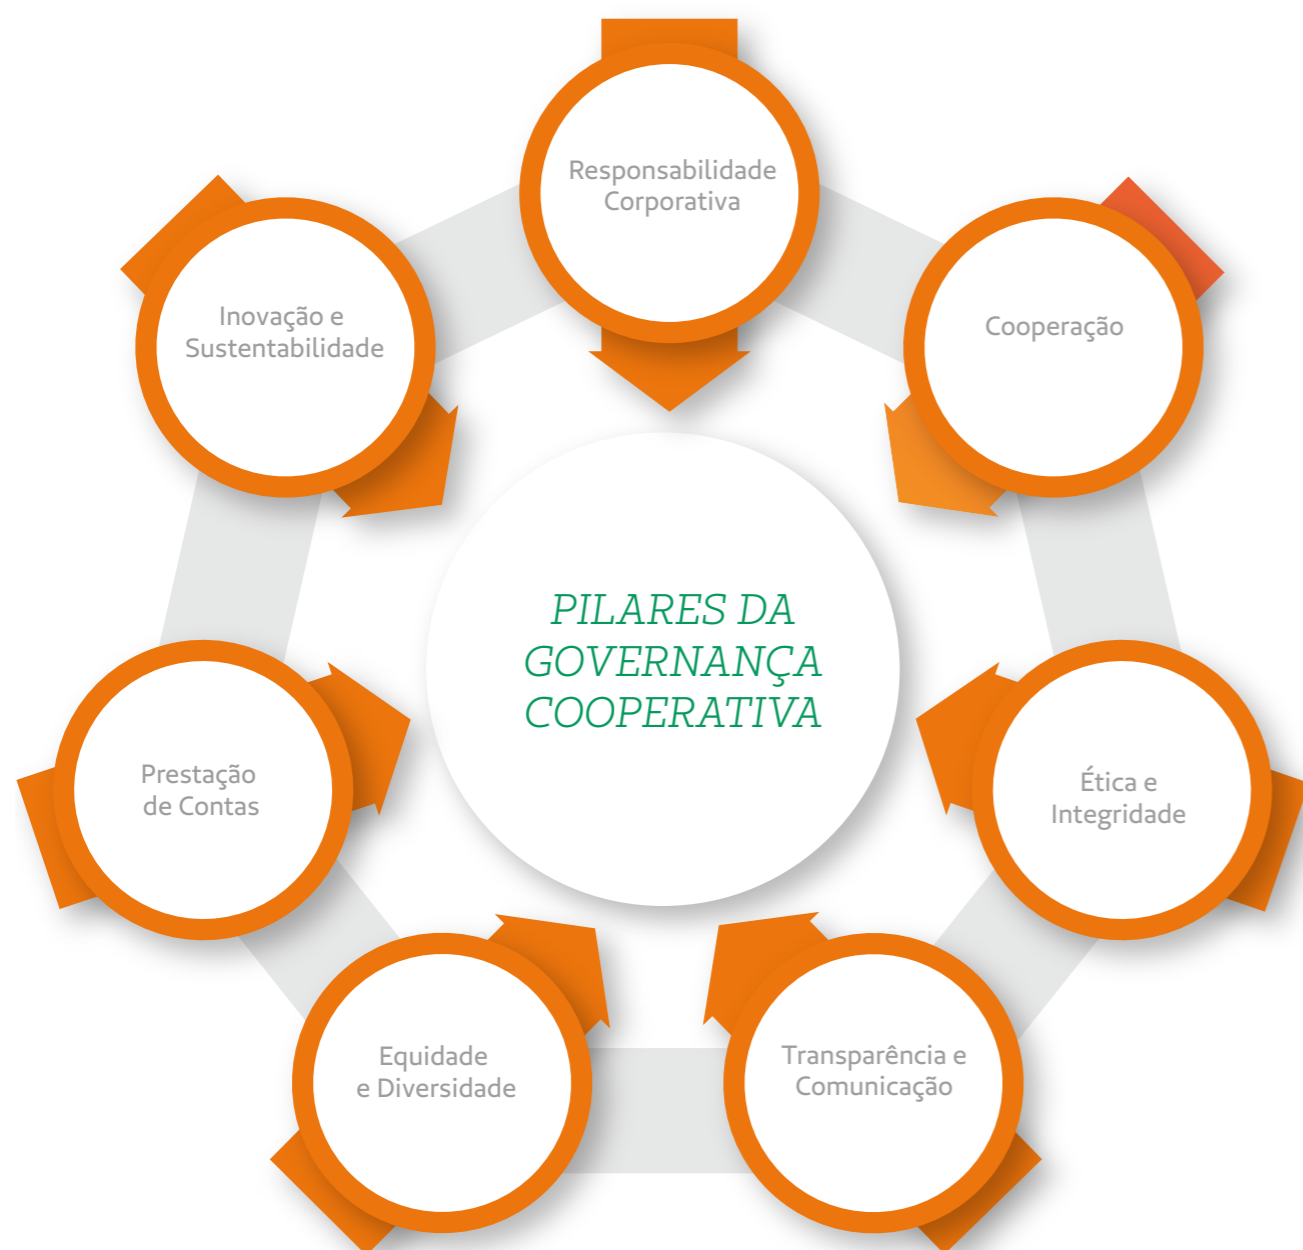 Responsabilidade
Corporativa
Cooperação
Ética e
Integridade
Transparência e
Comunicação
Equidade
e Diversidade
Prestação
de Contas
Inovação e
Sustentabilidade
PILARES DA
GOVERNANÇA
COOPERATIVA